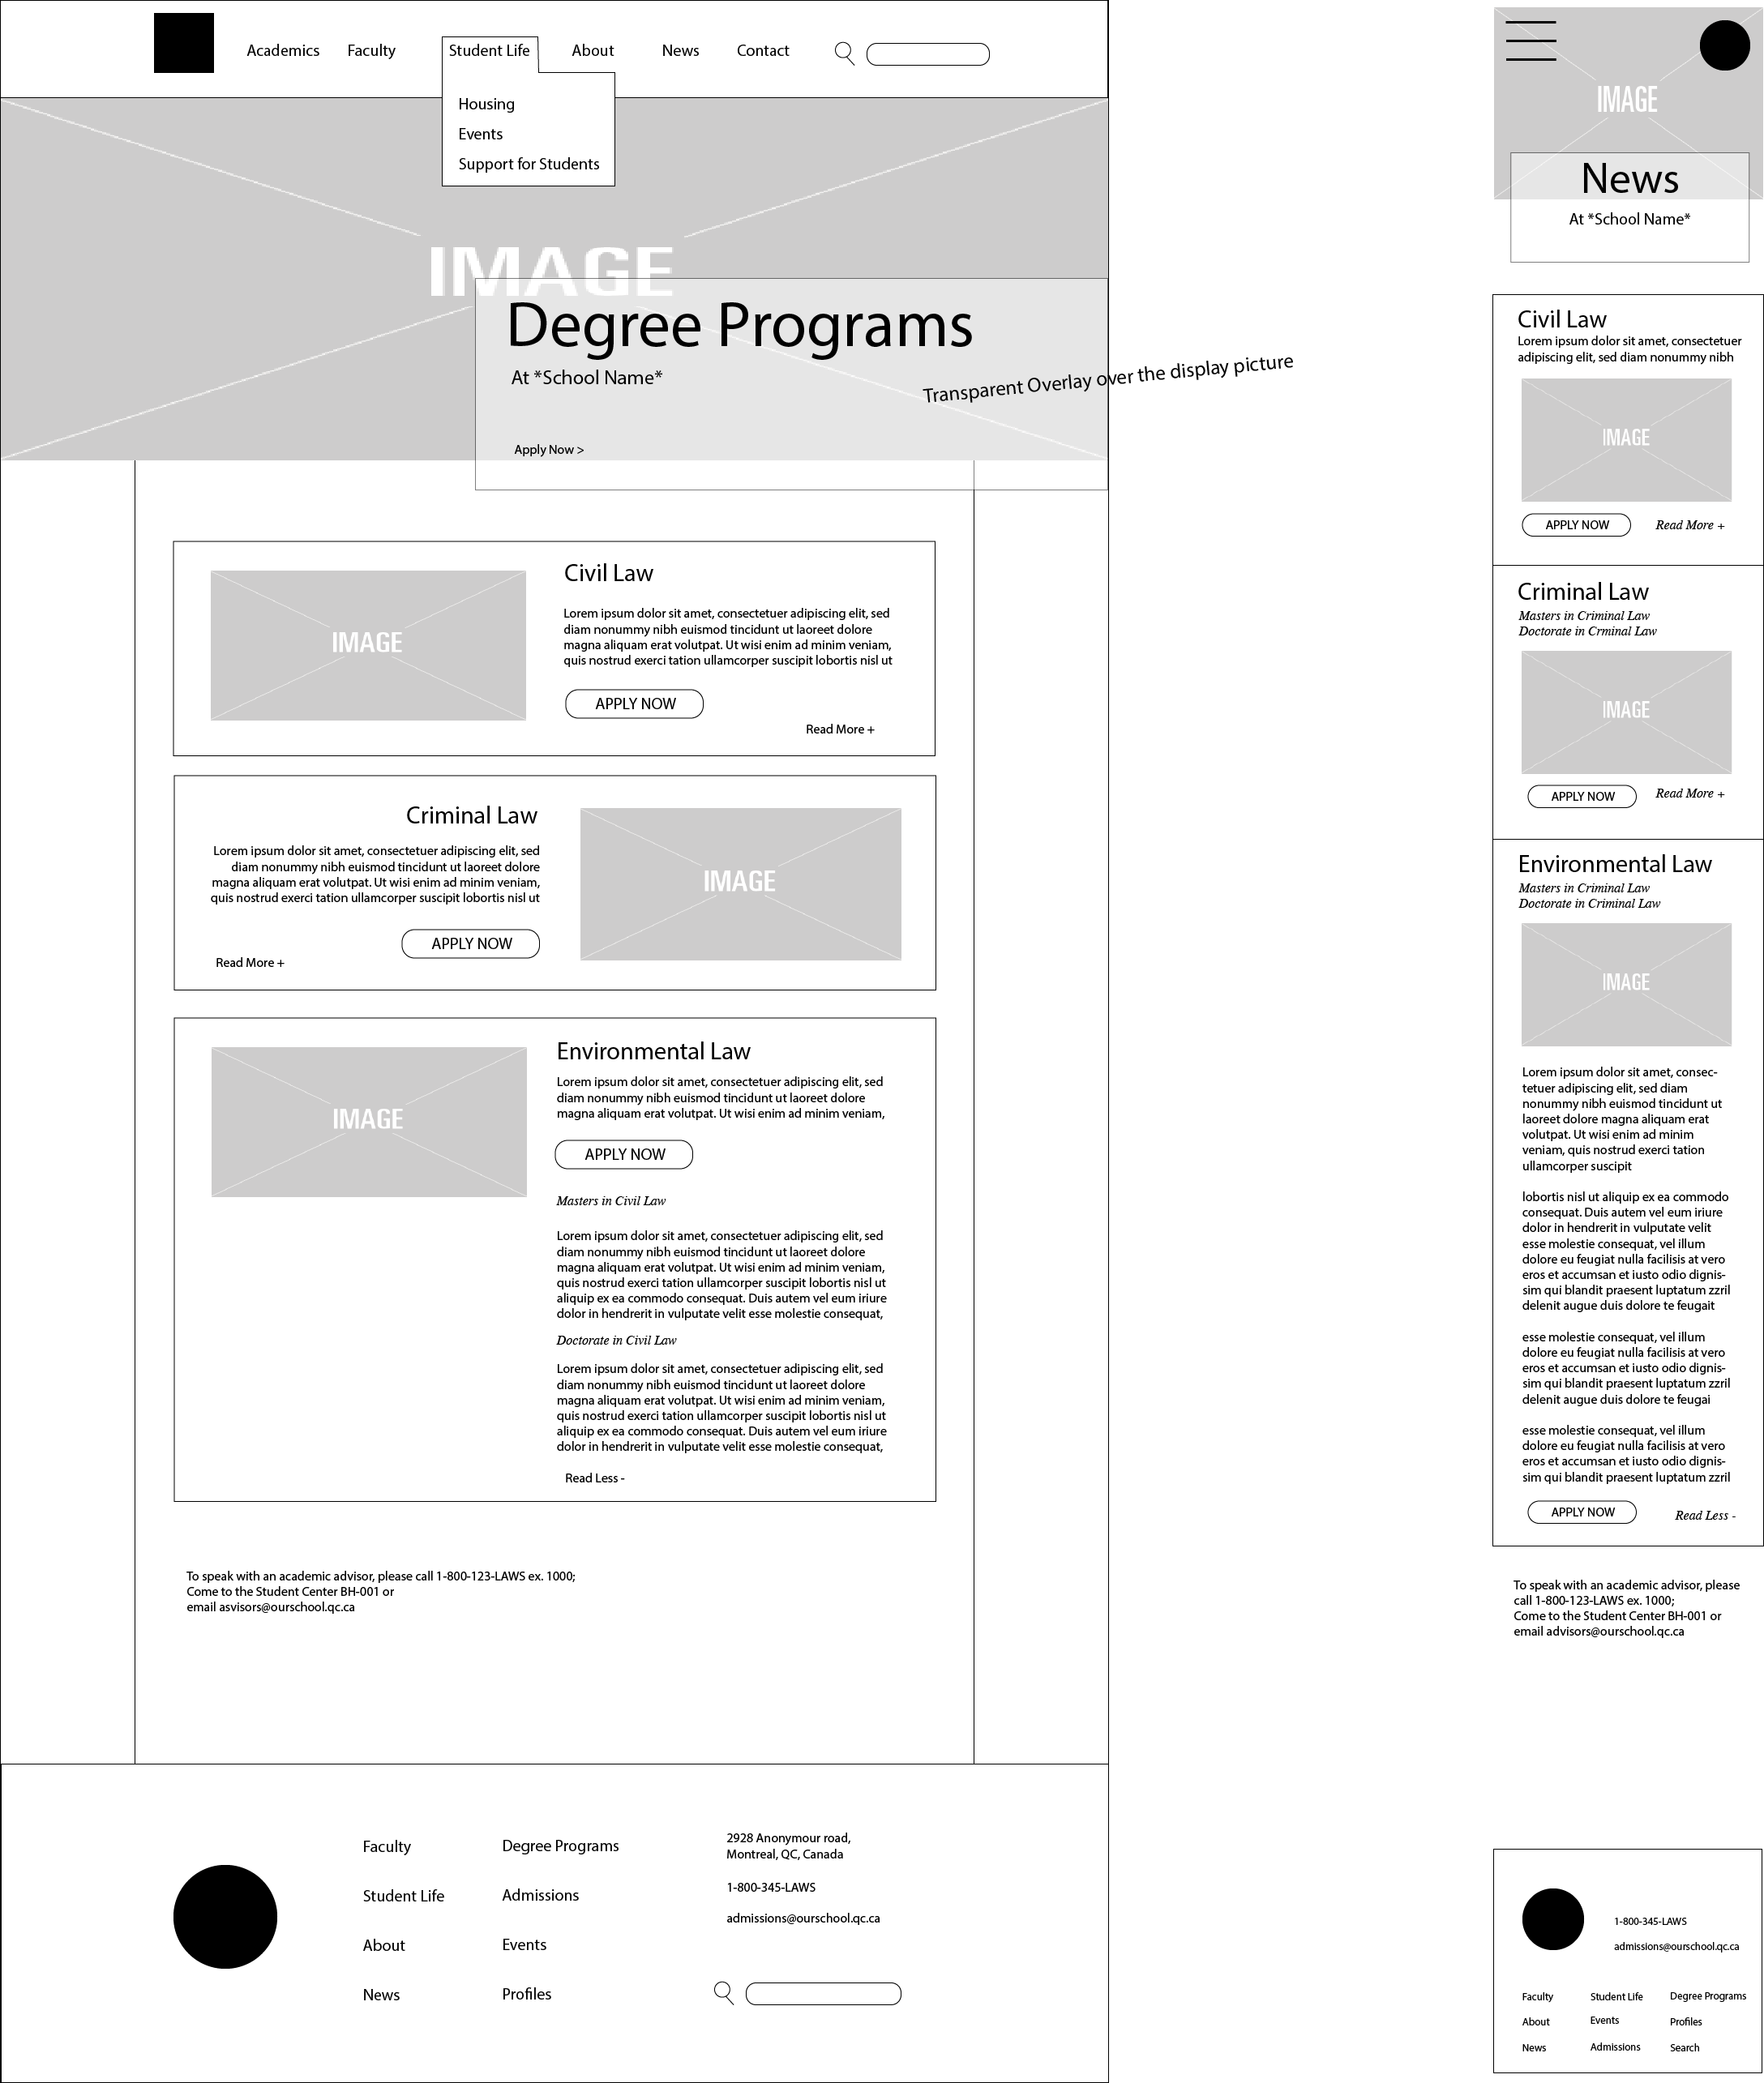 Academics Faculty Student Life About News Contact
Housing
Events
Support for Students
IMAGE
Degree Programs
At *School Name*
Transparent Overlay over the display picture
Apply Now >
IMAGE
Civil Law
Lorem ipsum dolor sit amet, consectetuer adipiscing elit, sed
diam nonummy nibh euismod tincidunt ut laoreet dolore
magna aliquam erat volutpat. Ut wisi enim ad minim veniam,
quis nostrud exerci tation ullamcorper suscipit lobortis nisl ut
APPLY NOW
Read More +
Criminal Law
Lorem ipsum dolor sit amet, consectetuer adipiscing elit, sed
diam nonummy nibh euismod tincidunt ut laoreet dolore
magna aliquam erat volutpat. Ut wisi enim ad minim veniam,
quis nostrud exerci tation ullamcorper suscipit lobortis nisl ut
APPLY NOW
Read More +
IMAGE
IMAGE
Environmental Law
Lorem ipsum dolor sit amet, consectetuer adipiscing elit, sed
diam nonummy nibh euismod tincidunt ut laoreet dolore
magna aliquam erat volutpat. Ut wisi enim ad minim veniam,
APPLY NOW
Masters in Civil Law
Lorem ipsum dolor sit amet, consectetuer adipiscing elit, sed
diam nonummy nibh euismod tincidunt ut laoreet dolore
magna aliquam erat volutpat. Ut wisi enim ad minim veniam,
quis nostrud exerci tation ullamcorper suscipit lobortis nisl ut
aliquip ex ea commodo consequat. Duis autem vel eum iriure
dolor in hendrerit in vulputate velit esse molestie consequat,
Doctorate in Civil Law
Lorem ipsum dolor sit amet, consectetuer adipiscing elit, sed
diam nonummy nibh euismod tincidunt ut laoreet dolore
magna aliquam erat volutpat. Ut wisi enim ad minim veniam,
quis nostrud exerci tation ullamcorper suscipit lobortis nisl ut
aliquip ex ea commodo consequat. Duis autem vel eum iriure
dolor in hendrerit in vulputate velit esse molestie consequat,
Read Less -
To speak with an academic advisor, please call 1-800-123-LAWS ex. 1000;
Come to the Student Center BH-001 or
email asvisors@ourschool.qc.ca
Faculty
Student Life
About
News
Degree Programs
Admissions
Events
Profiles
2928 Anonymour road,
Montreal, QC, Canada
1-800-345-LAWS
admissions@ourschool.qc.ca
IMAGE
News
At *School Name*
Civil Law
Lorem ipsum dolor sit amet, consectetuer
adipiscing elit, sed diam nonummy nibh
IMAGE
APPLY NOW Read More +
Criminal Law
Masters in Criminal Law
Doctorate in Crminal Law
IMAGE
APPLY NOW Read More +
Environmental Law
Masters in Criminal Law
Doctorate in Criminal Law
IMAGE
Lorem ipsum dolor sit amet, consec-
tetuer adipiscing elit, sed diam
nonummy nibh euismod tincidunt ut
laoreet dolore magna aliquam erat
volutpat. Ut wisi enim ad minim
veniam, quis nostrud exerci tation
ullamcorper suscipit
lobortis nisl ut aliquip ex ea commodo
consequat. Duis autem vel eum iriure
dolor in hendrerit in vulputate velit
esse molestie consequat, vel illum
dolore eu feugiat nulla facilisis at vero
eros et accumsan et iusto odio dignis-
sim qui blandit praesent luptatum zzril
delenit augue duis dolore te feugait
esse molestie consequat, vel illum
dolore eu feugiat nulla facilisis at vero
eros et accumsan et iusto odio dignis-
sim qui blandit praesent luptatum zzril
delenit augue duis dolore te feugai
esse molestie consequat, vel illum
dolore eu feugiat nulla facilisis at vero
eros et accumsan et iusto odio dignis-
sim qui blandit praesent luptatum zzril
APPLY NOW Read Less -
To speak with an academic advisor, please
call 1-800-123-LAWS ex. 1000;
Come to the Student Center BH-001 or
email advisors@ourschool.qc.ca
1-800-345-LAWS
admissions@ourschool.qc.ca
Faculty Student Life Degree Programs
About Events Profiles
News Admissions Search